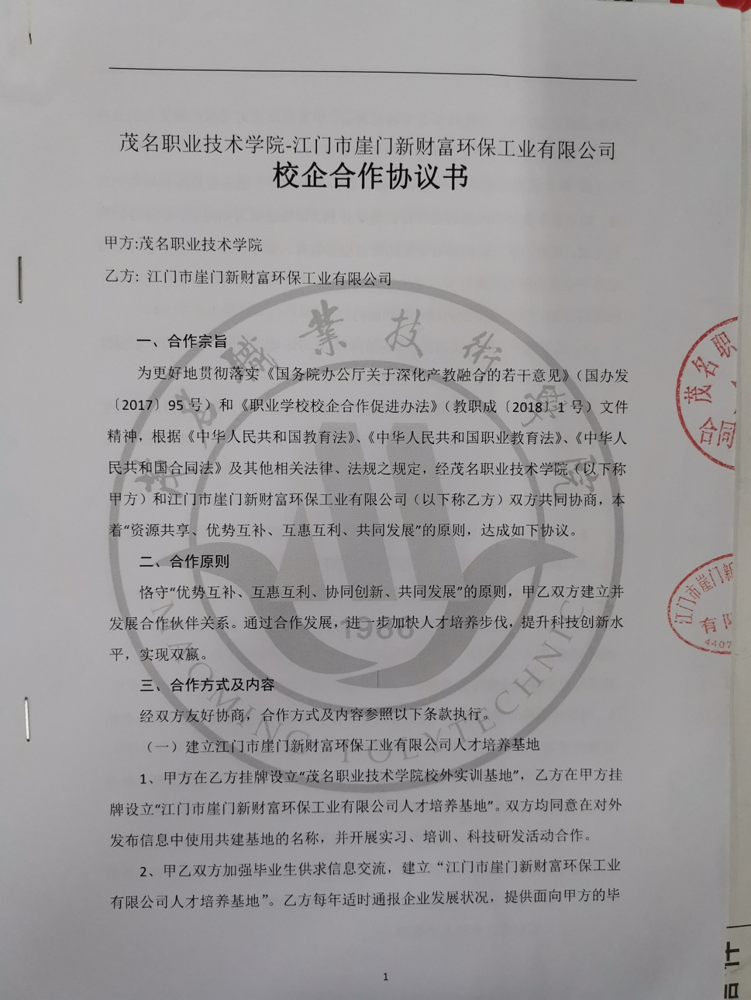 茂名职业技术学院-江门市崖门新财富环保工业有限公司
校企合作协议书
甲方:茂名职业技术学院
乙方: 江门市崖门新财富环保工业有限公司
一、合作宗旨
为更好地贯彻落实《国务院办公厅关于深化产教融合的若干意见》（国办发
〔2017〕95 号）和《职业学校校企合作促进办法》（教职成〔2018〕1 号）文件
精神，根据《中华人民共和国教育法》、《中华人民共和国职业教育法》、《中华人
民共和国合同法》及其他相关法律、法规之规定，经茂名职业技术学院（以下称
甲方）和江门市崖门新财富环保工业有限公司（以下称乙方）双方共同协商，本
着“资源共享、优势互补、互惠互利、共同发展”的原则，达成如下协议。
二、合作原则
恪守“优势互补、互惠互利、协同创新、共同发展”的原则，甲乙双方建立并
发展合作伙伴关系。通过合作发展，进一步加快人才培养步伐，提升科技创新水
平，实现双赢。
三、合作方式及内容
经双方友好协商，合作方式及内容参照以下条款执行。
（一）建立江门市崖门新财富环保工业有限公司人才培养基地
1、甲方在乙方挂牌设立“茂名职业技术学院校外实训基地”，乙方在甲方挂
牌设立“江门市崖门新财富环保工业有限公司人才培养基地”。双方均同意在对外
发布信息中使用共建基地的名称，并开展实习、培训、科技研发活动合作。
2、甲乙双方加强毕业生供求信息交流，建立“江门市崖门新财富环保工业
有限公司人才培养基地”。乙方每年适时通报企业发展状况，提供面向甲方的毕
1
茂名職業技術學院
1986
MAOMING POLYTECHNIC
茂名职
合同
江门市崖门新
有限
4407